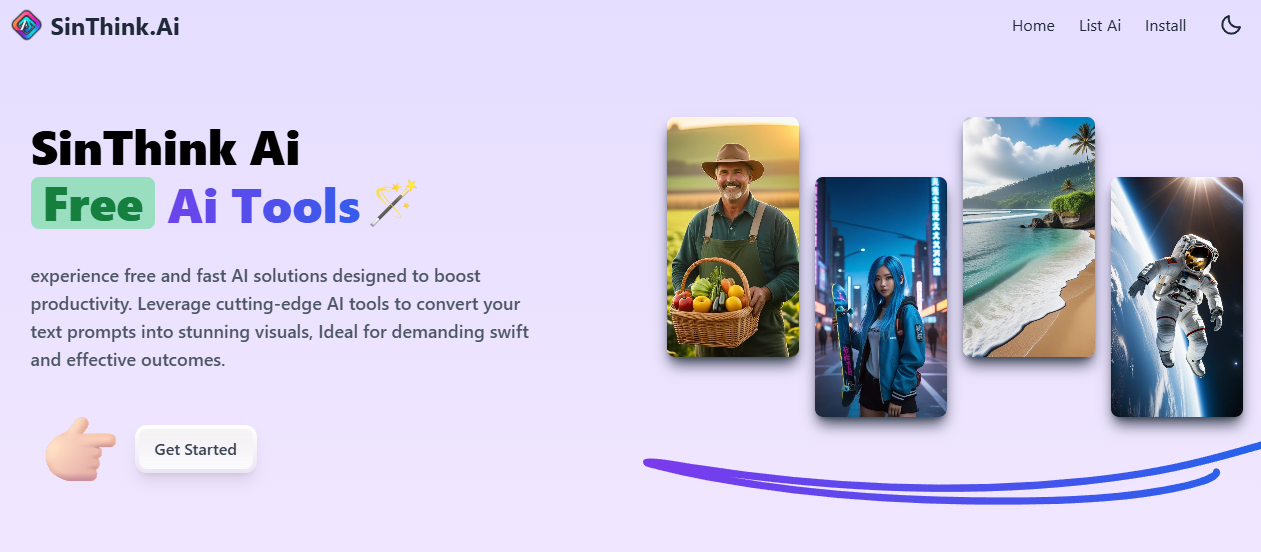 SinThink.Ai
Home List Ai Install
SinThink Ai
Free Ai Tools
experience free and fast AI solutions designed to boost
productivity. Leverage cutting-edge AI tools to convert your
text prompts into stunning visuals, Ideal for demanding swift
and effective outcomes.
Get Started